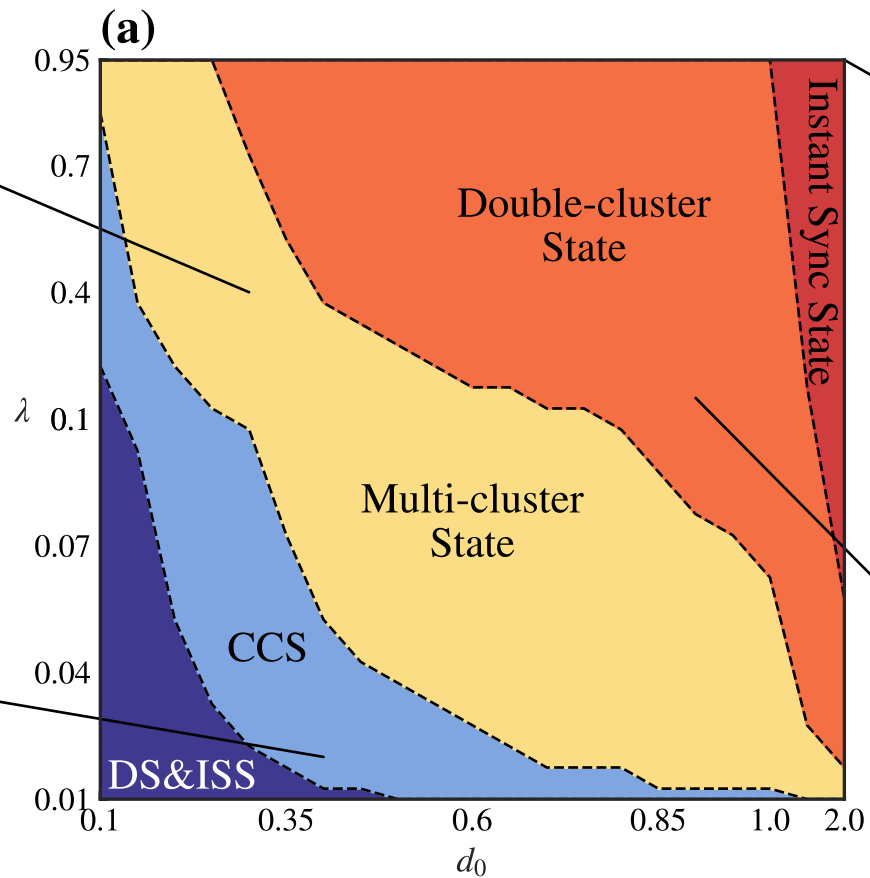 (a)
0.95
0.7
0.4
λ
0.1
0.07
0.04
0.01
Double-cluster
State
Instant Sync State
Multi-cluster
State
CCS
DS&ISS
0.1
0.35
0.6
0.85
1.0
2.0
d₀